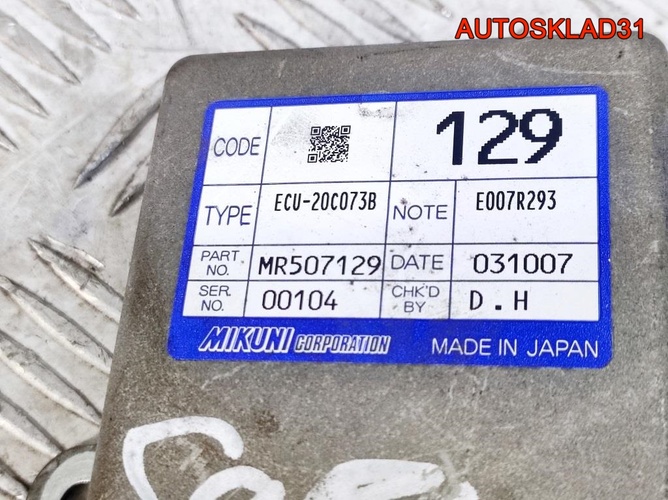 AUTOSKLAD31
CODE 129
TYPE ECU-20C073B NOTE E007R293
PART NO. MR507129 DATE 031007
SER. NO. 00104 CHK'D BY D.H
MIKUNI CORPORATION MADE IN JAPAN